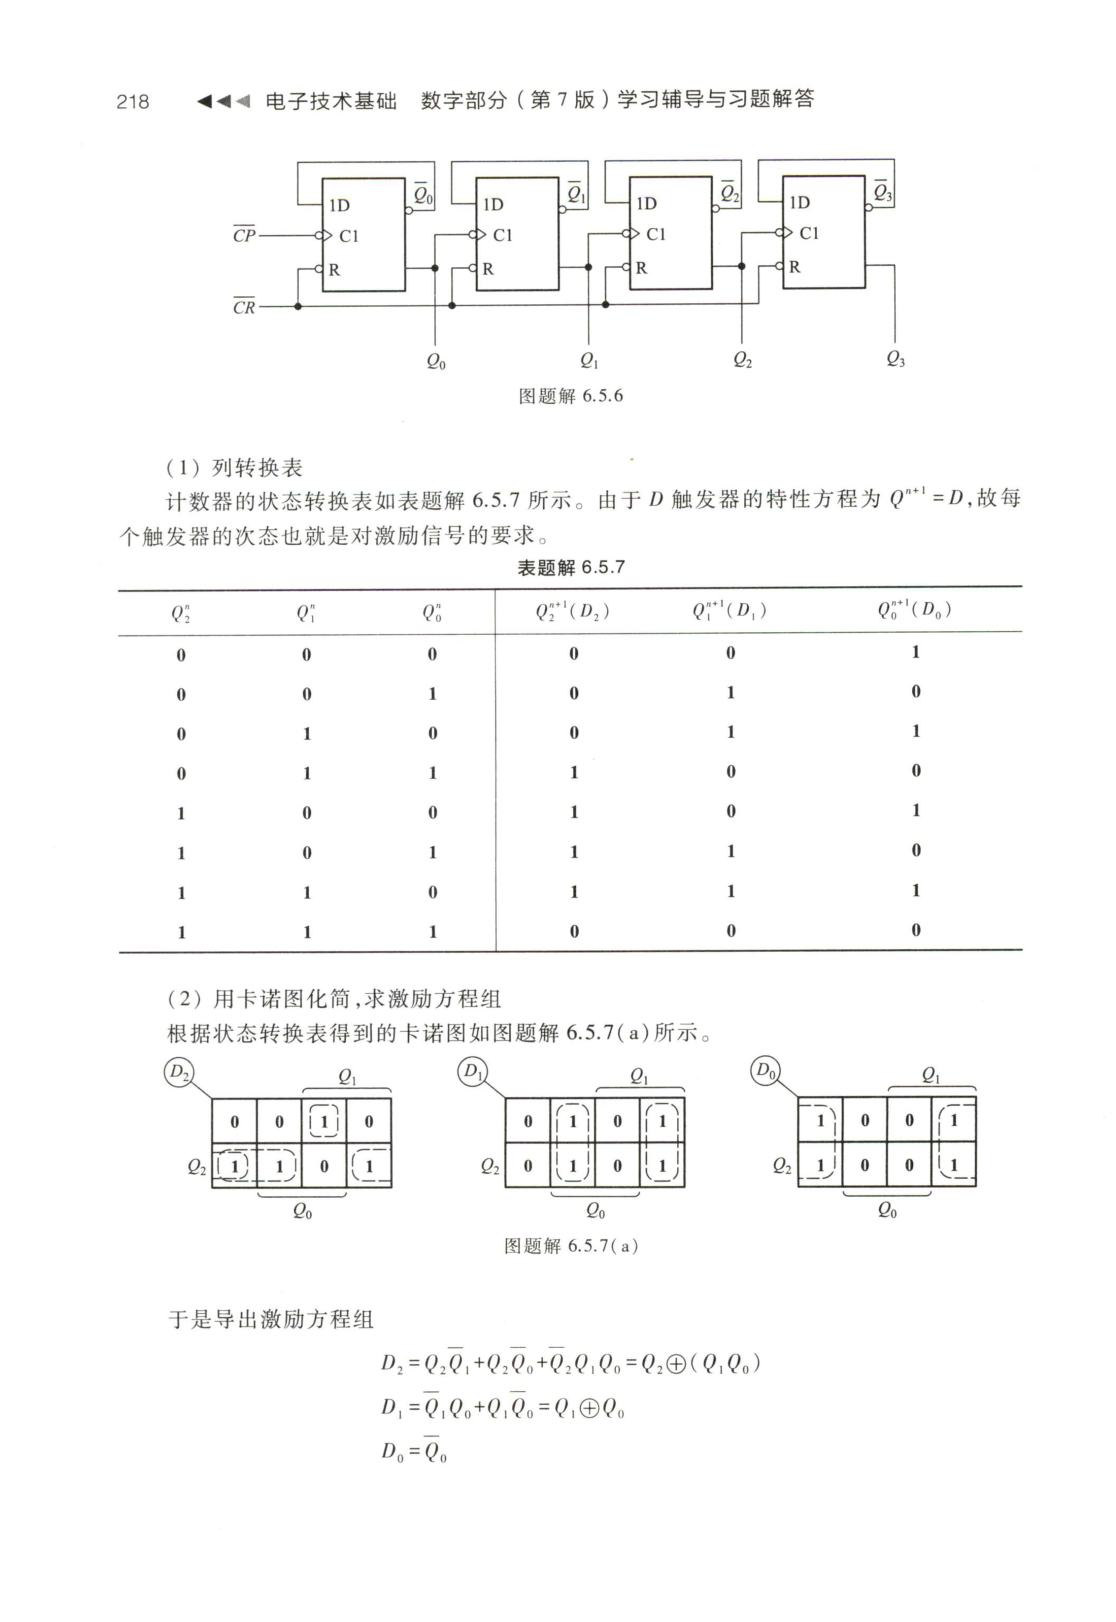 218 ◀◀◀ 电子技术基础 数字部分(第7版)学习辅导与习题解答
Q̅₀ Q̅₁ Q̅₂ Q̅₃
1D 1D 1D 1D
C̅P̅ C1 C1 C1 C1
R R R R
C̅R̅
Q₀ Q₁ Q₂ Q₃
图题解 6.5.6
(1) 列转换表
计数器的状态转换表如表题解 6.5.7 所示。由于 D 触发器的特性方程为 Qⁿ⁺¹=D,故每
个触发器的次态也就是对激励信号的要求。
表题解 6.5.7
Q₂ⁿ Q₁ⁿ Q₀ⁿ Q₂ⁿ⁺¹(D₂) Q₁ⁿ⁺¹(D₁) Q₀ⁿ⁺¹(D₀)
0 0 0 0 0 1
0 0 1 0 1 0
0 1 0 0 1 1
0 1 1 1 0 0
1 0 0 1 0 1
1 0 1 1 1 0
1 1 0 1 1 1
1 1 1 0 0 0
(2) 用卡诺图化简,求激励方程组
根据状态转换表得到的卡诺图如图题解 6.5.7(a)所示。
D₂ Q₁ D₁ Q₁ D₀ Q₁
0 0 1 0 0 1 0 1 1 0 0 1
Q₂ 1 1 0 1 Q₂ 0 1 0 1 Q₂ 1 0 0 1
Q₀ Q₀ Q₀
图题解 6.5.7(a)
于是导出激励方程组
D₂=Q₂Q̅₁+Q₂Q̅₀+Q̅₂Q₁Q₀=Q₂⊕(Q₁Q₀)
D₁=Q̅₁Q₀+Q₁Q̅₀=Q₁⊕Q₀
D₀=Q̅₀